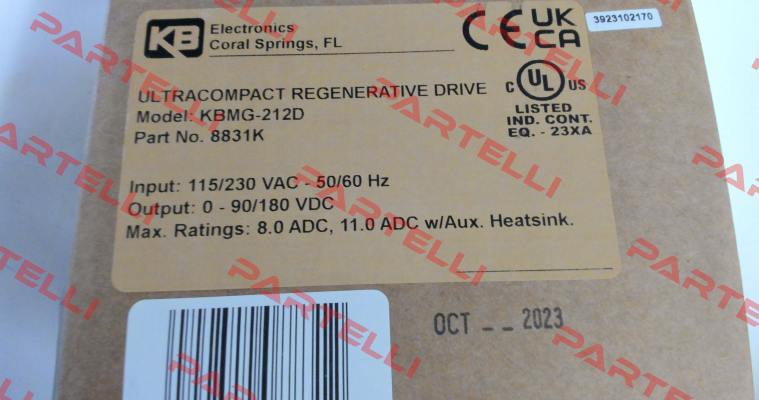 KB
Electronics
Coral Springs, FL
CE UK
CA
3923102170
ULTRACOMPACT REGENERATIVE DRIVE
Model: KBMG-212D
Part No. 8831K
C UL US
LISTED
IND. CONT.
EQ. - 23XA
Input: 115/230 VAC - 50/60 Hz
Output: 0 - 90/180 VDC
Max. Ratings: 8.0 ADC, 11.0 ADC w/Aux. Heatsink.
OCT -- 2023
PARTELLI
PARTELLI
PARTELLI
PARTELLI
PARTELLI
PARTELLI